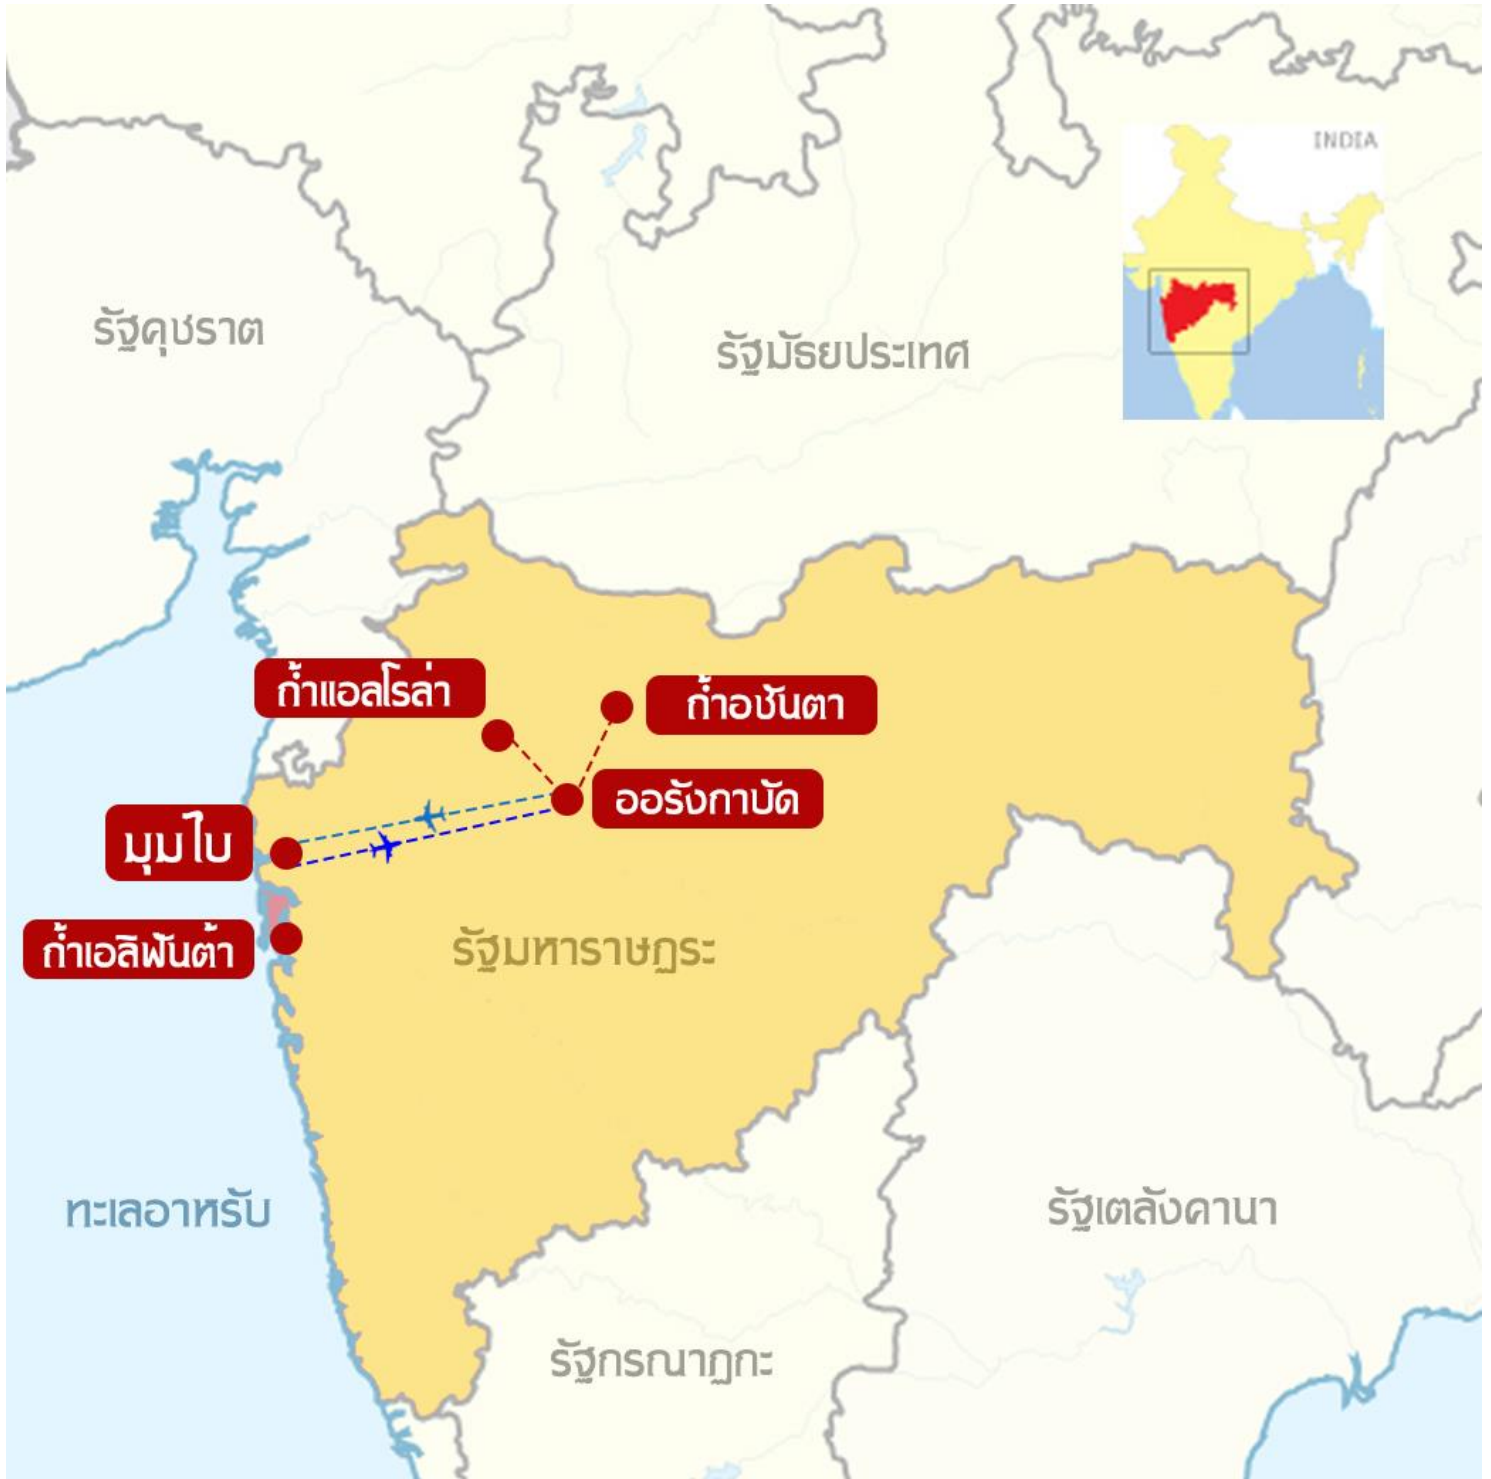 INDIA
รัฐคุชราต
รัฐมัธยประเทศ
ถ้ำแอลโรล่า
ถ้ำอชันตา
ออรังกาบัด
มุมไบ
ถ้ำเอลิฟันต้า
รัฐมหาราษฏระ
ทะเลอาหรับ
รัฐเตลังคานา
รัฐกรณาฏกะ